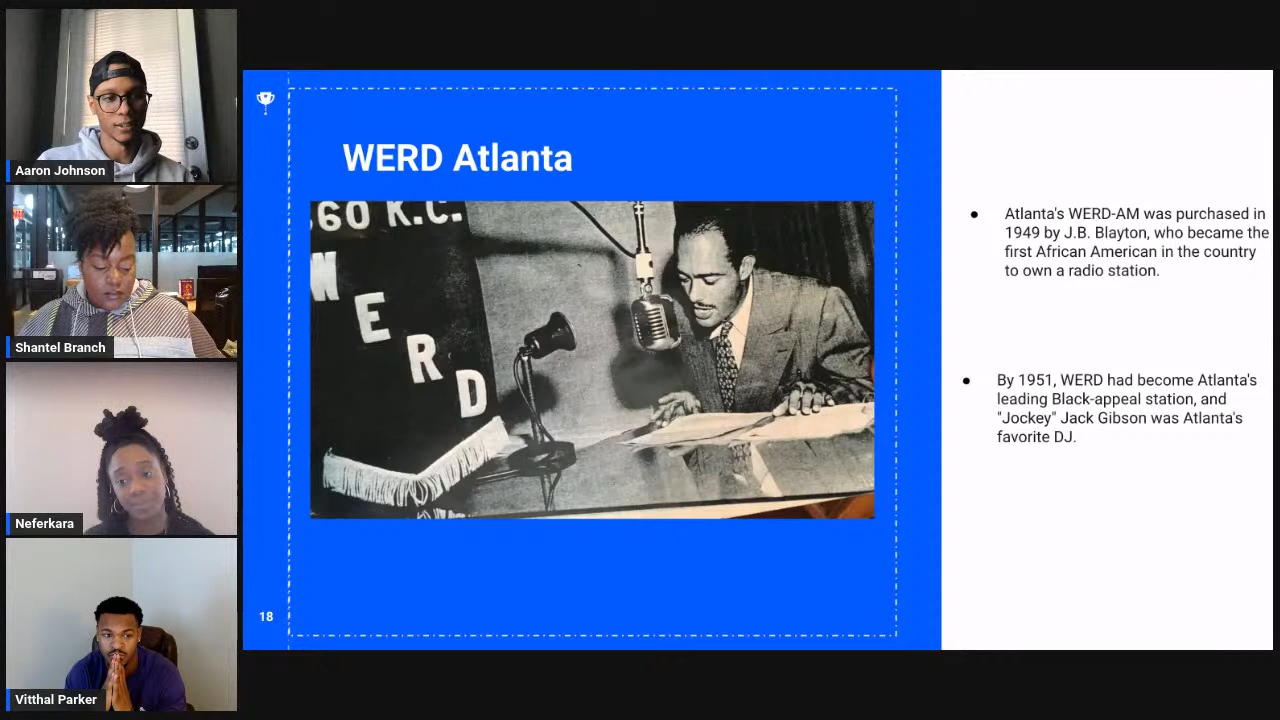 Aaron Johnson
Shantel Branch
Neferkara
Vitthal Parker
WERD Atlanta
60 K.C.
W
E
R
D
18
● Atlanta's WERD-AM was purchased in
1949 by J.B. Blayton, who became the
first African American in the country
to own a radio station.
● By 1951, WERD had become Atlanta's
leading Black-appeal station, and
"Jockey" Jack Gibson was Atlanta's
favorite DJ.